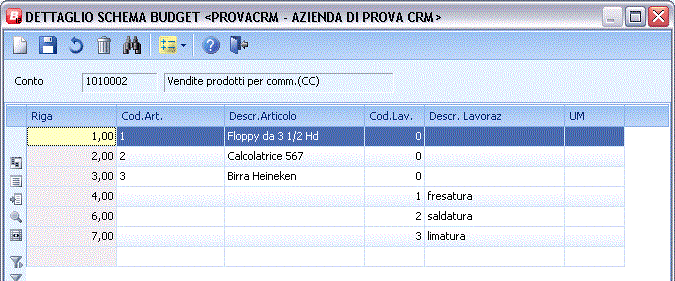 DETTAGLIO SCHEMA BUDGET <PROVACRM - AZIENDA DI PROVA CRM>
Conto 1010002 Vendite prodotti per comm.(CC)
Riga Cod.Art. Descr.Articolo Cod.Lav. Descr. Lavoraz UM
1,00 1 Floppy da 3 1/2 Hd 0
2,00 2 Calcolatrice 567 0
3,00 3 Birra Heineken 0
4,00 1 fresatura
6,00 2 saldatura
7,00 3 limatura